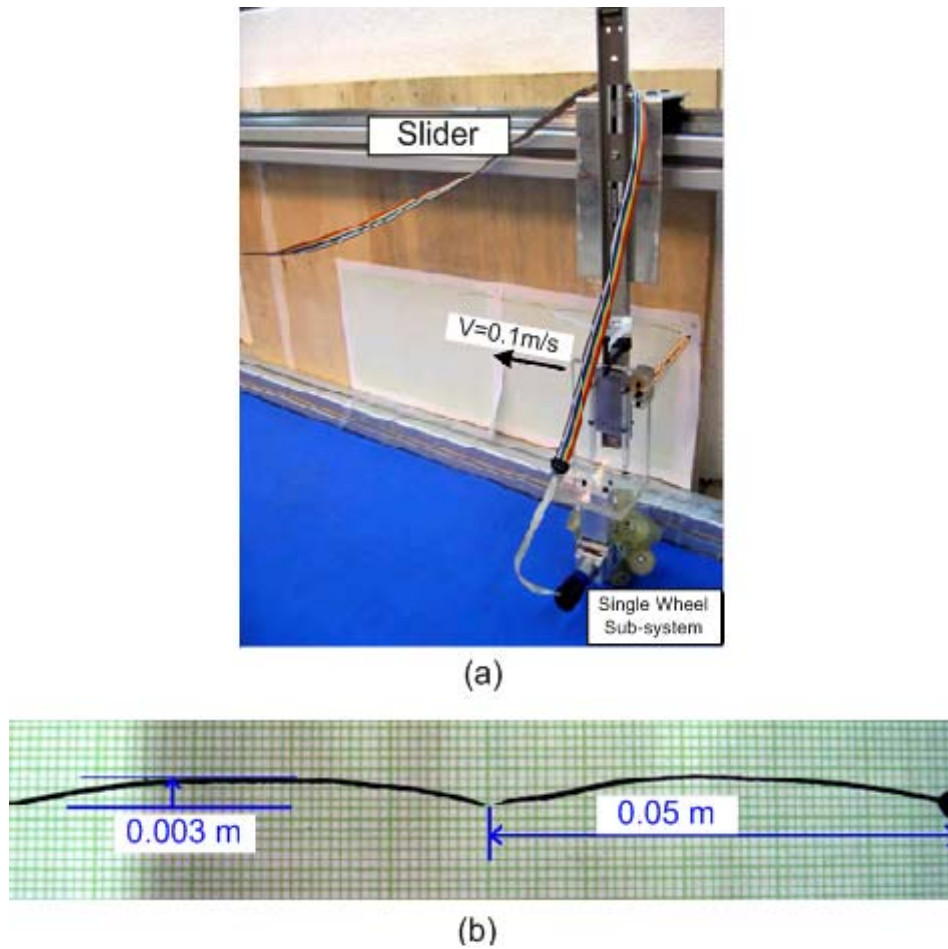 Slider
V=0.1m/s
Single Wheel
Sub-system
(a)
0.003 m
0.05 m
(b)